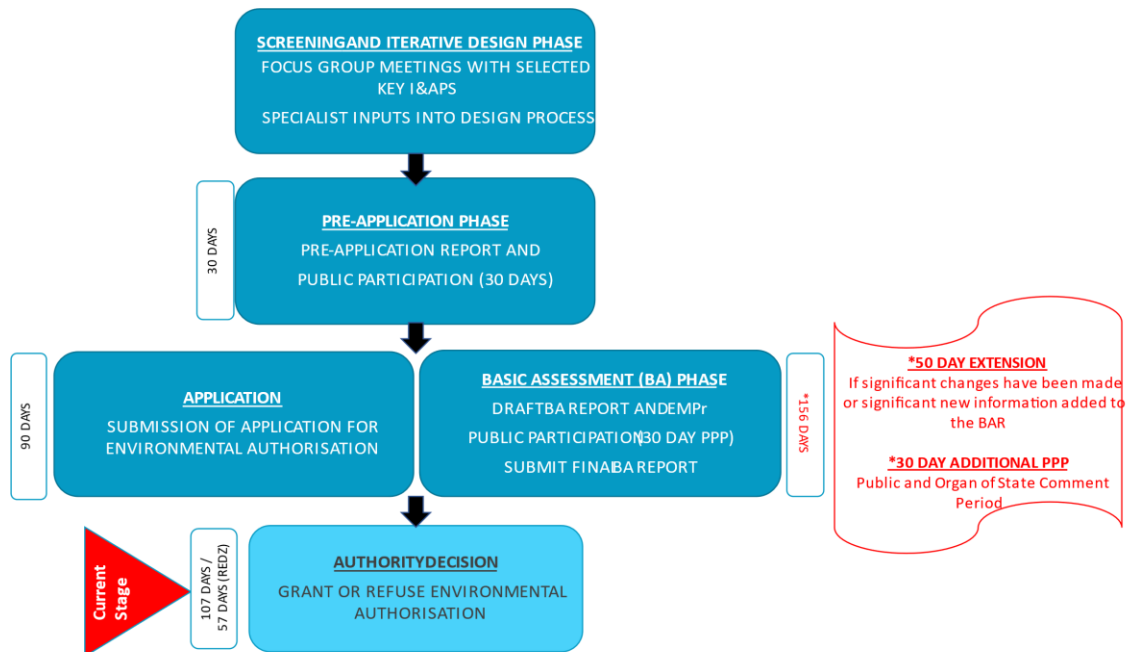 SCREENINGAND ITERATIVE DESIGN PHASE
FOCUS GROUP MEETINGS WITH SELECTED
KEY I&APS
SPECIALIST INPUTS INTO DESIGN PROCESS
30 DAYS
PRE-APPLICATION PHASE
PRE-APPLICATION REPORT AND
PUBLIC PARTICIPATION (30 DAYS)
90 DAYS
APPLICATION
SUBMISSION OF APPLICATION FOR
ENVIRONMENTAL AUTHORISATION
BASIC ASSESSMENT (BA) PHASE
DRAFTBA REPORT ANDEMPr
PUBLIC PARTICIPATION(30 DAY PPP)
SUBMIT FINALBA REPORT
*156 DAYS
*50 DAY EXTENSION
If significant changes have been made
or significant new information added to
the BAR
*30 DAY ADDITIONAL PPP
Public and Organ of State Comment
Period
Current
Stage
107 DAYS /
57 DAYS (REDZ)
AUTHORITYDECISION
GRANT OR REFUSE ENVIRONMENTAL
AUTHORISATION